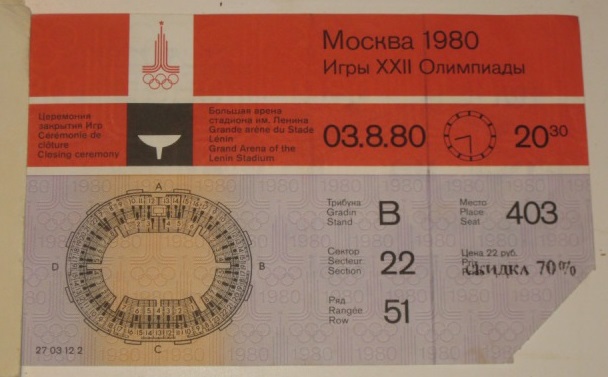 Москва 1980
Игры XXII Олимпиады
Церемония
закрытия Игр
Cérémonie de
clôture
Closing ceremony
Большая арена
стадиона им. Ленина
Grande arène du Stade
Lénin
Grand Arena of the
Lenin Stadium
03.8.80
20³⁰
A
B
C
D
27 03 12 2
Трибуна
Gradin
Stand
B
Место
Place
Seat
403
Сектор
Secteur
Section
22
Цена 22 руб.
СКИДКА 70%
Ряд
Rangée
Row
51